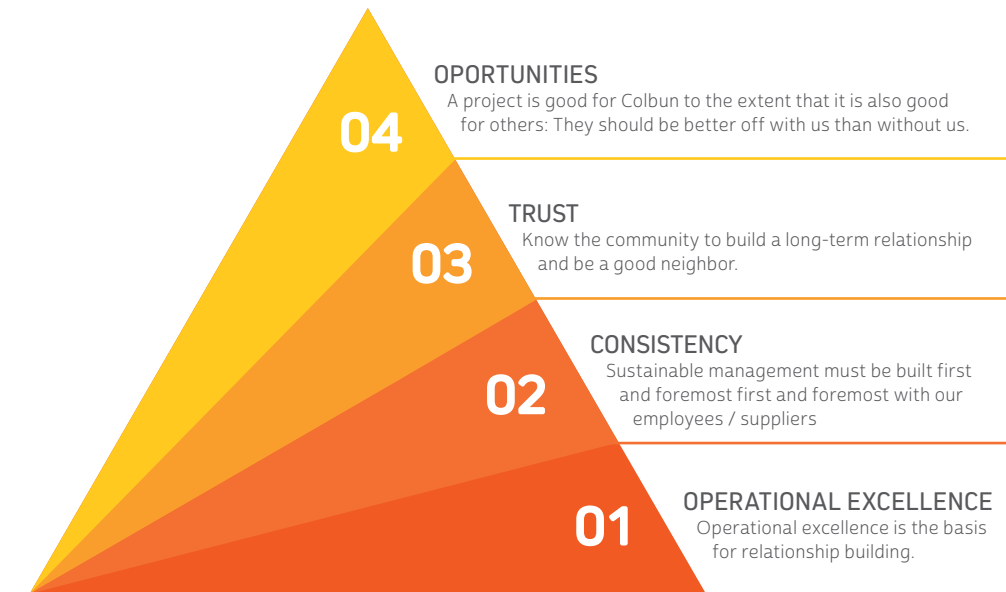 OPORTUNITIES
A project is good for Colbun to the extent that it is also good
for others: They should be better off with us than without us.
04
TRUST
Know the community to build a long-term relationship
and be a good neighbor.
03
CONSISTENCY
Sustainable management must be built first
and foremost first and foremost with our
employees / suppliers
02
OPERATIONAL EXCELLENCE
Operational excellence is the basis
for relationship building.
01